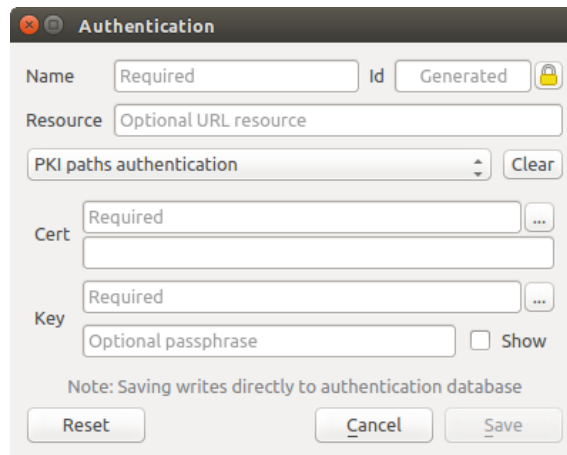 Authentication
Name Required Id Generated
Resource Optional URL resource
PKI paths authentication Clear
Required ...
Cert
Required ...
Key
Optional passphrase Show
Note: Saving writes directly to authentication database
Reset Cancel Save